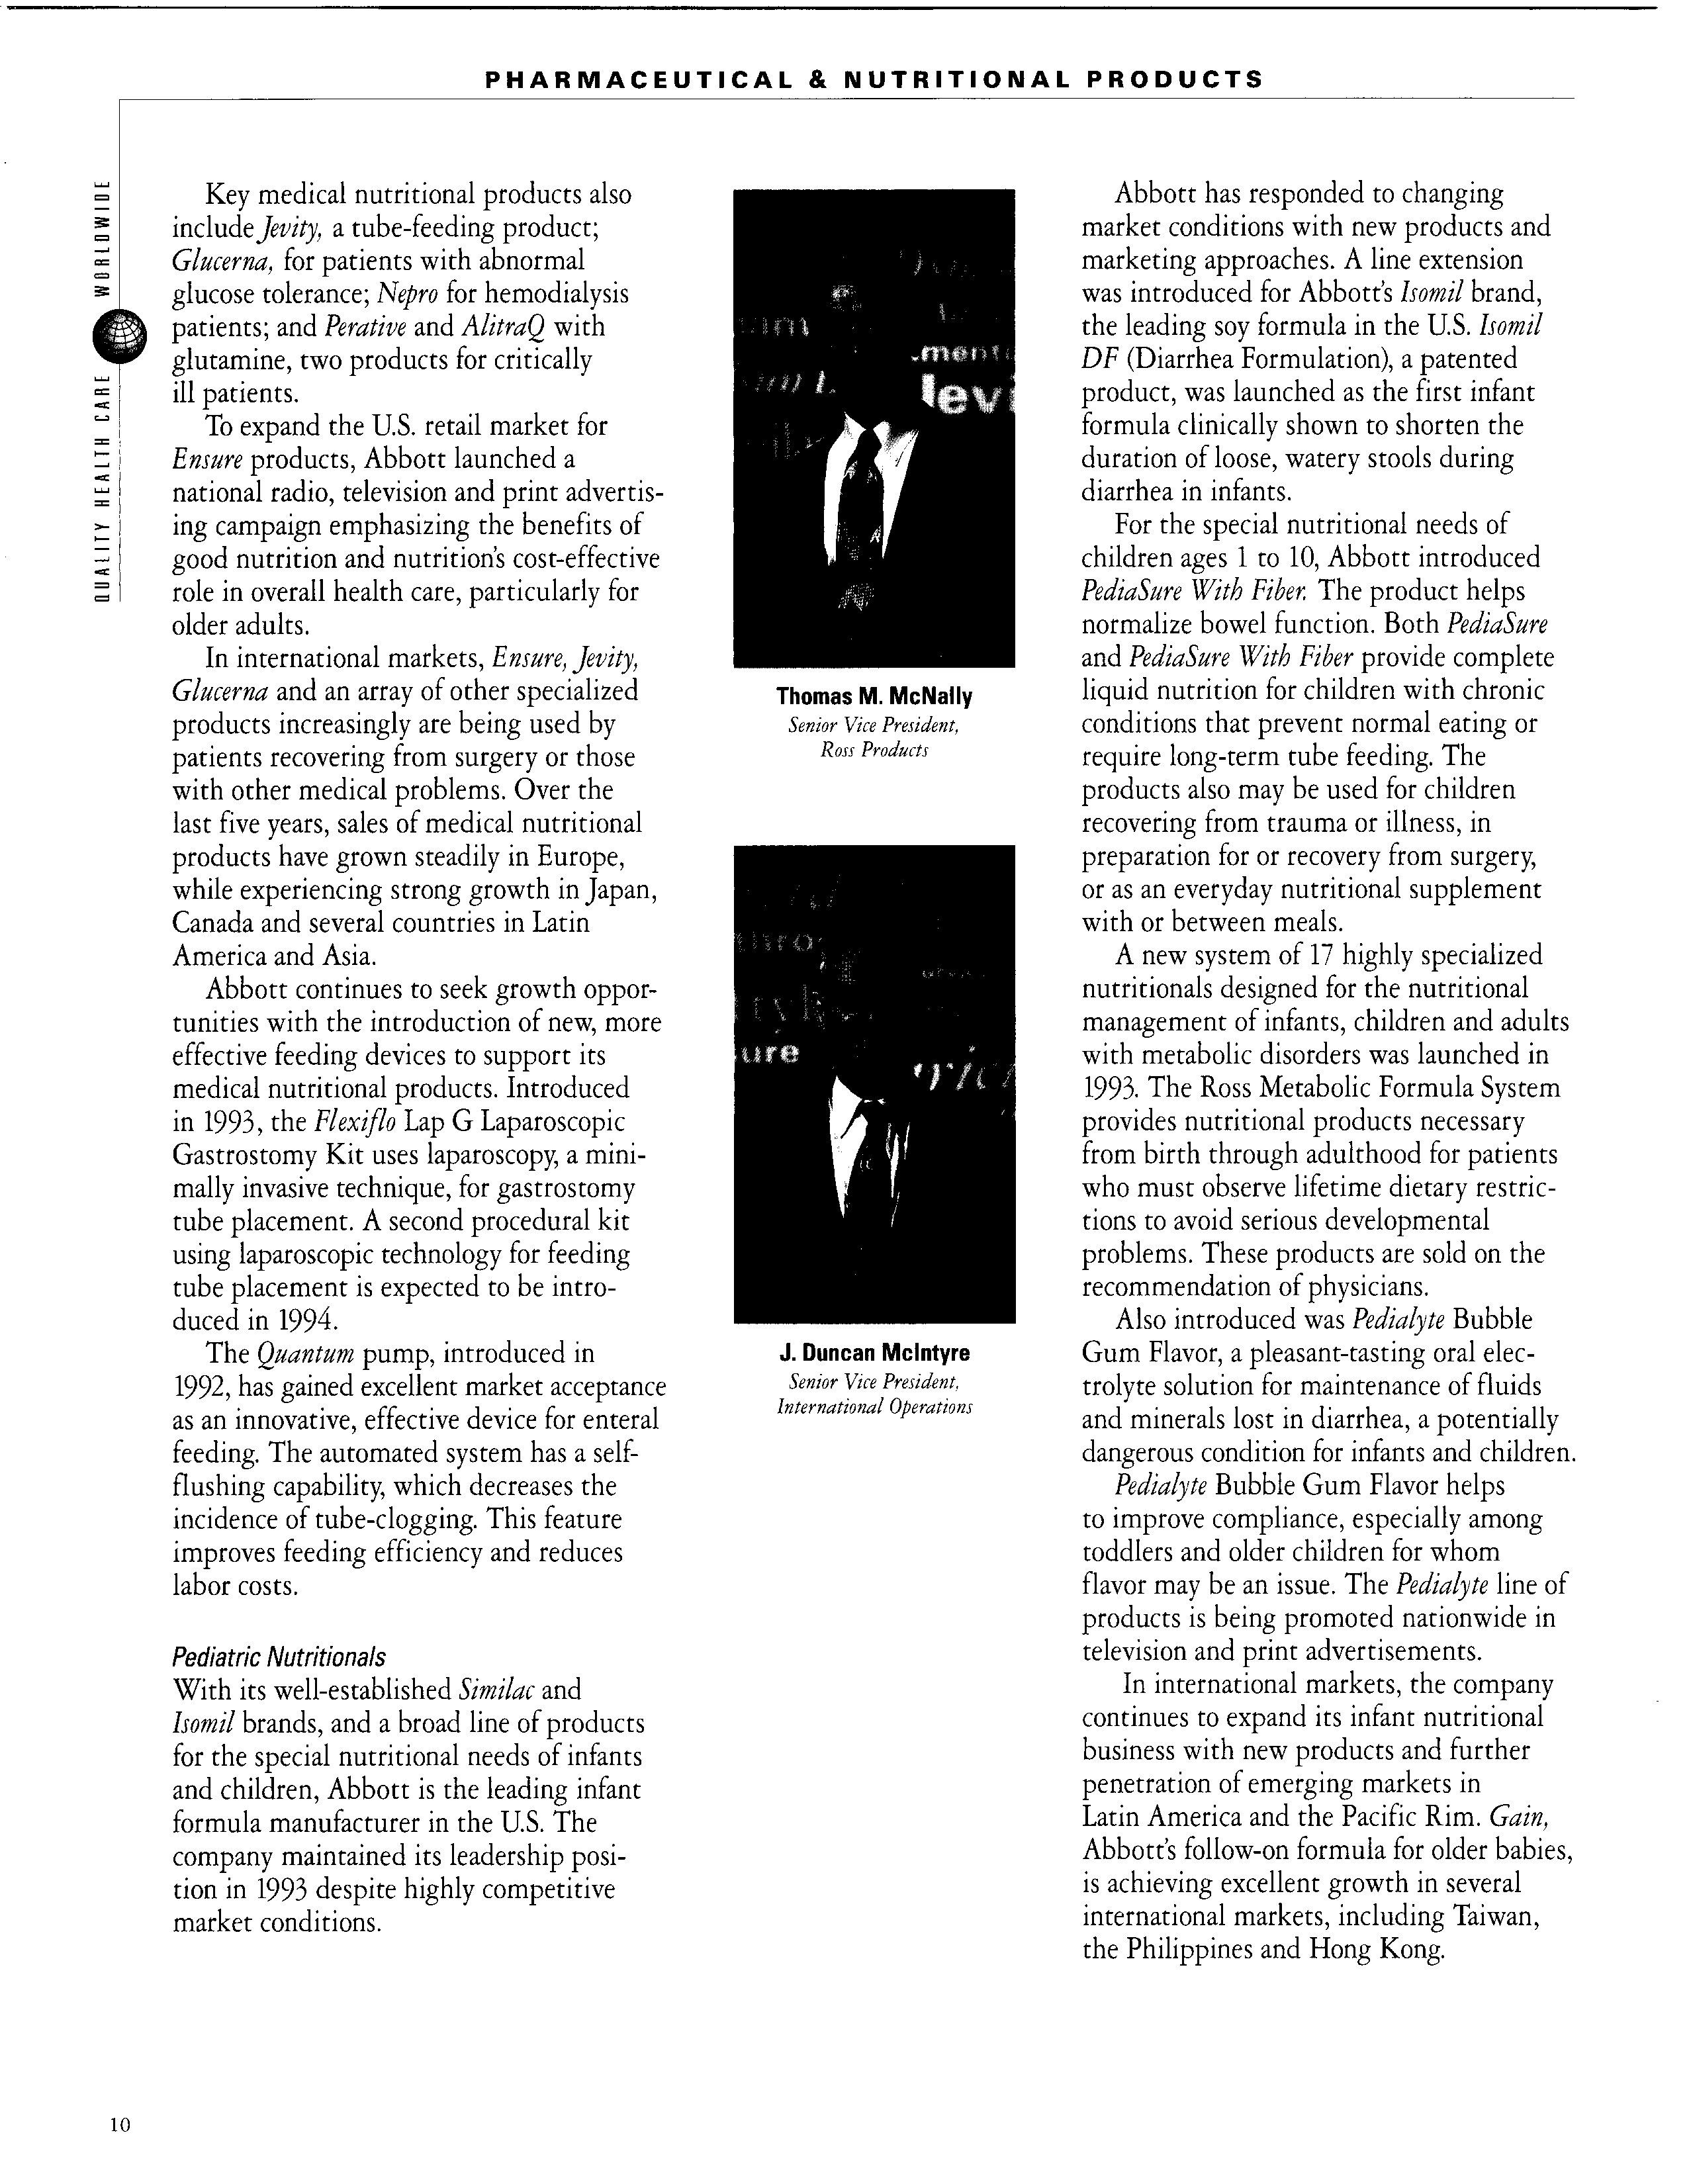 PHARMACEUTICAL & NUTRITIONAL PRODUCTS
QUALITY HEALTH CARE WORLDWIDE
Key medical nutritional products also
include Jevity, a tube-feeding product;
Glucerna, for patients with abnormal
glucose tolerance; Nepro for hemodialysis
patients; and Perative and AlitraQ with
glutamine, two products for critically
ill patients.
To expand the U.S. retail market for
Ensure products, Abbott launched a
national radio, television and print advertis-
ing campaign emphasizing the benefits of
good nutrition and nutrition's cost-effective
role in overall health care, particularly for
older adults.
In international markets, Ensure, Jevity,
Glucerna and an array of other specialized
products increasingly are being used by
patients recovering from surgery or those
with other medical problems. Over the
last five years, sales of medical nutritional
products have grown steadily in Europe,
while experiencing strong growth in Japan,
Canada and several countries in Latin
America and Asia.
Abbott continues to seek growth oppor-
tunities with the introduction of new, more
effective feeding devices to support its
medical nutritional products. Introduced
in 1993, the Flexiflo Lap G Laparoscopic
Gastrostomy Kit uses laparoscopy, a mini-
mally invasive technique, for gastrostomy
tube placement. A second procedural kit
using laparoscopic technology for feeding
tube placement is expected to be intro-
duced in 1994.
The Quantum pump, introduced in
1992, has gained excellent market acceptance
as an innovative, effective device for enteral
feeding. The automated system has a self-
flushing capability, which decreases the
incidence of tube-clogging. This feature
improves feeding efficiency and reduces
labor costs.
Pediatric Nutritionals
With its well-established Similac and
Isomil brands, and a broad line of products
for the special nutritional needs of infants
and children, Abbott is the leading infant
formula manufacturer in the U.S. The
company maintained its leadership posi-
tion in 1993 despite highly competitive
market conditions.
levi
Thomas M. McNally
Senior Vice President,
Ross Products
thro
ure
J. Duncan McIntyre
Senior Vice President,
International Operations
Abbott has responded to changing
market conditions with new products and
marketing approaches. A line extension
was introduced for Abbott's Isomil brand,
the leading soy formula in the U.S. Isomil
DF (Diarrhea Formulation), a patented
product, was launched as the first infant
formula clinically shown to shorten the
duration of loose, watery stools during
diarrhea in infants.
For the special nutritional needs of
children ages 1 to 10, Abbott introduced
PediaSure With Fiber. The product helps
normalize bowel function. Both PediaSure
and PediaSure With Fiber provide complete
liquid nutrition for children with chronic
conditions that prevent normal eating or
require long-term tube feeding. The
products also may be used for children
recovering from trauma or illness, in
preparation for or recovery from surgery,
or as an everyday nutritional supplement
with or between meals.
A new system of 17 highly specialized
nutritionals designed for the nutritional
management of infants, children and adults
with metabolic disorders was launched in
1993. The Ross Metabolic Formula System
provides nutritional products necessary
from birth through adulthood for patients
who must observe lifetime dietary restric-
tions to avoid serious developmental
problems. These products are sold on the
recommendation of physicians.
Also introduced was Pedialyte Bubble
Gum Flavor, a pleasant-tasting oral elec-
trolyte solution for maintenance of fluids
and minerals lost in diarrhea, a potentially
dangerous condition for infants and children.
Pedialyte Bubble Gum Flavor helps
to improve compliance, especially among
toddlers and older children for whom
flavor may be an issue. The Pedialyte line of
products is being promoted nationwide in
television and print advertisements.
In international markets, the company
continues to expand its infant nutritional
business with new products and further
penetration of emerging markets in
Latin America and the Pacific Rim. Gain,
Abbott's follow-on formula for older babies,
is achieving excellent growth in several
international markets, including Taiwan,
the Philippines and Hong Kong.
10